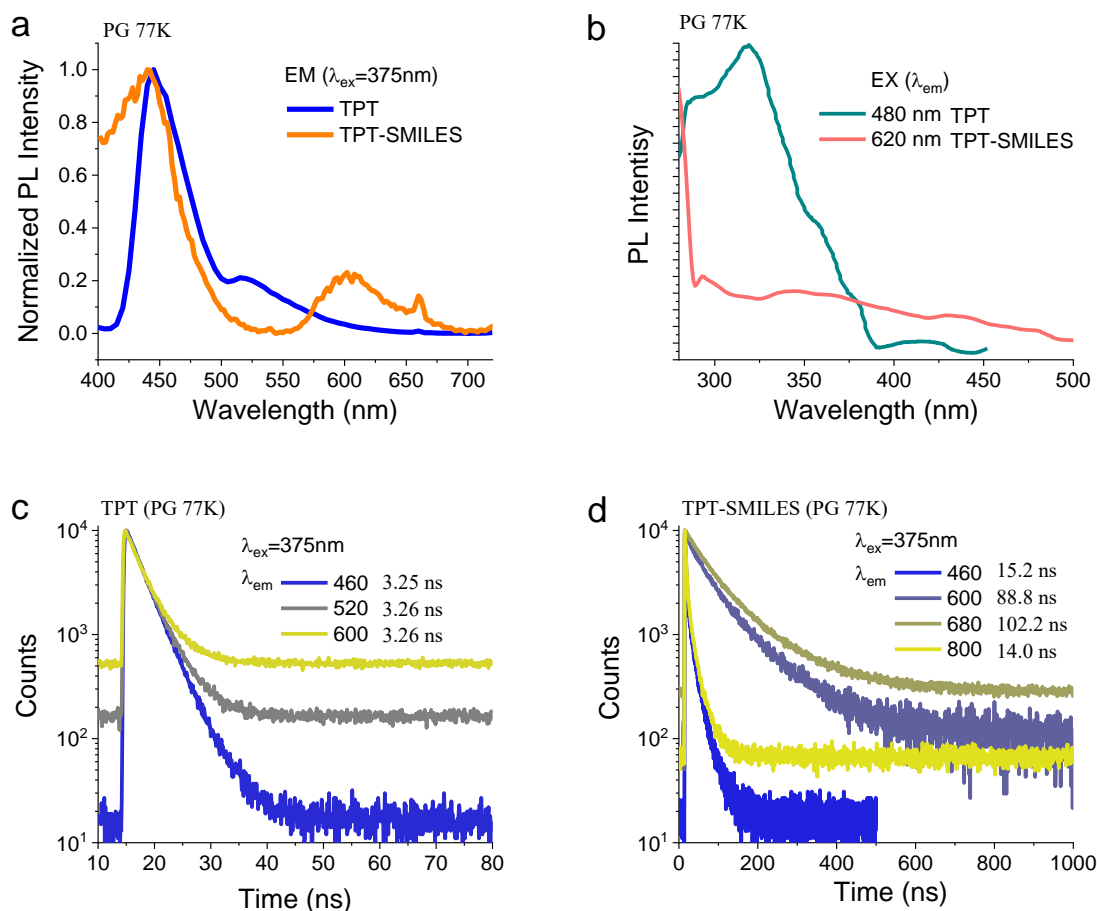 a
PG 77K
EM (λex=375nm)
TPT
TPT-SMILES
Normalized PL Intensity
1.0
0.8
0.6
0.4
0.2
0.0
400 450 500 550 600 650 700
Wavelength (nm)
b
PG 77K
EX (λem)
480 nm TPT
620 nm TPT-SMILES
PL Intentisy
300 350 400 450 500
Wavelength (nm)
c
TPT (PG 77K)
λex=375nm
λem
460 3.25 ns
520 3.26 ns
600 3.26 ns
Counts
10⁴
10³
10²
10¹
10 20 30 40 50 60 70 80
Time (ns)
d
TPT-SMILES (PG 77K)
λex=375nm
λem
460 15.2 ns
600 88.8 ns
680 102.2 ns
800 14.0 ns
Counts
10⁴
10³
10²
10¹
0 200 400 600 800 1000
Time (ns)